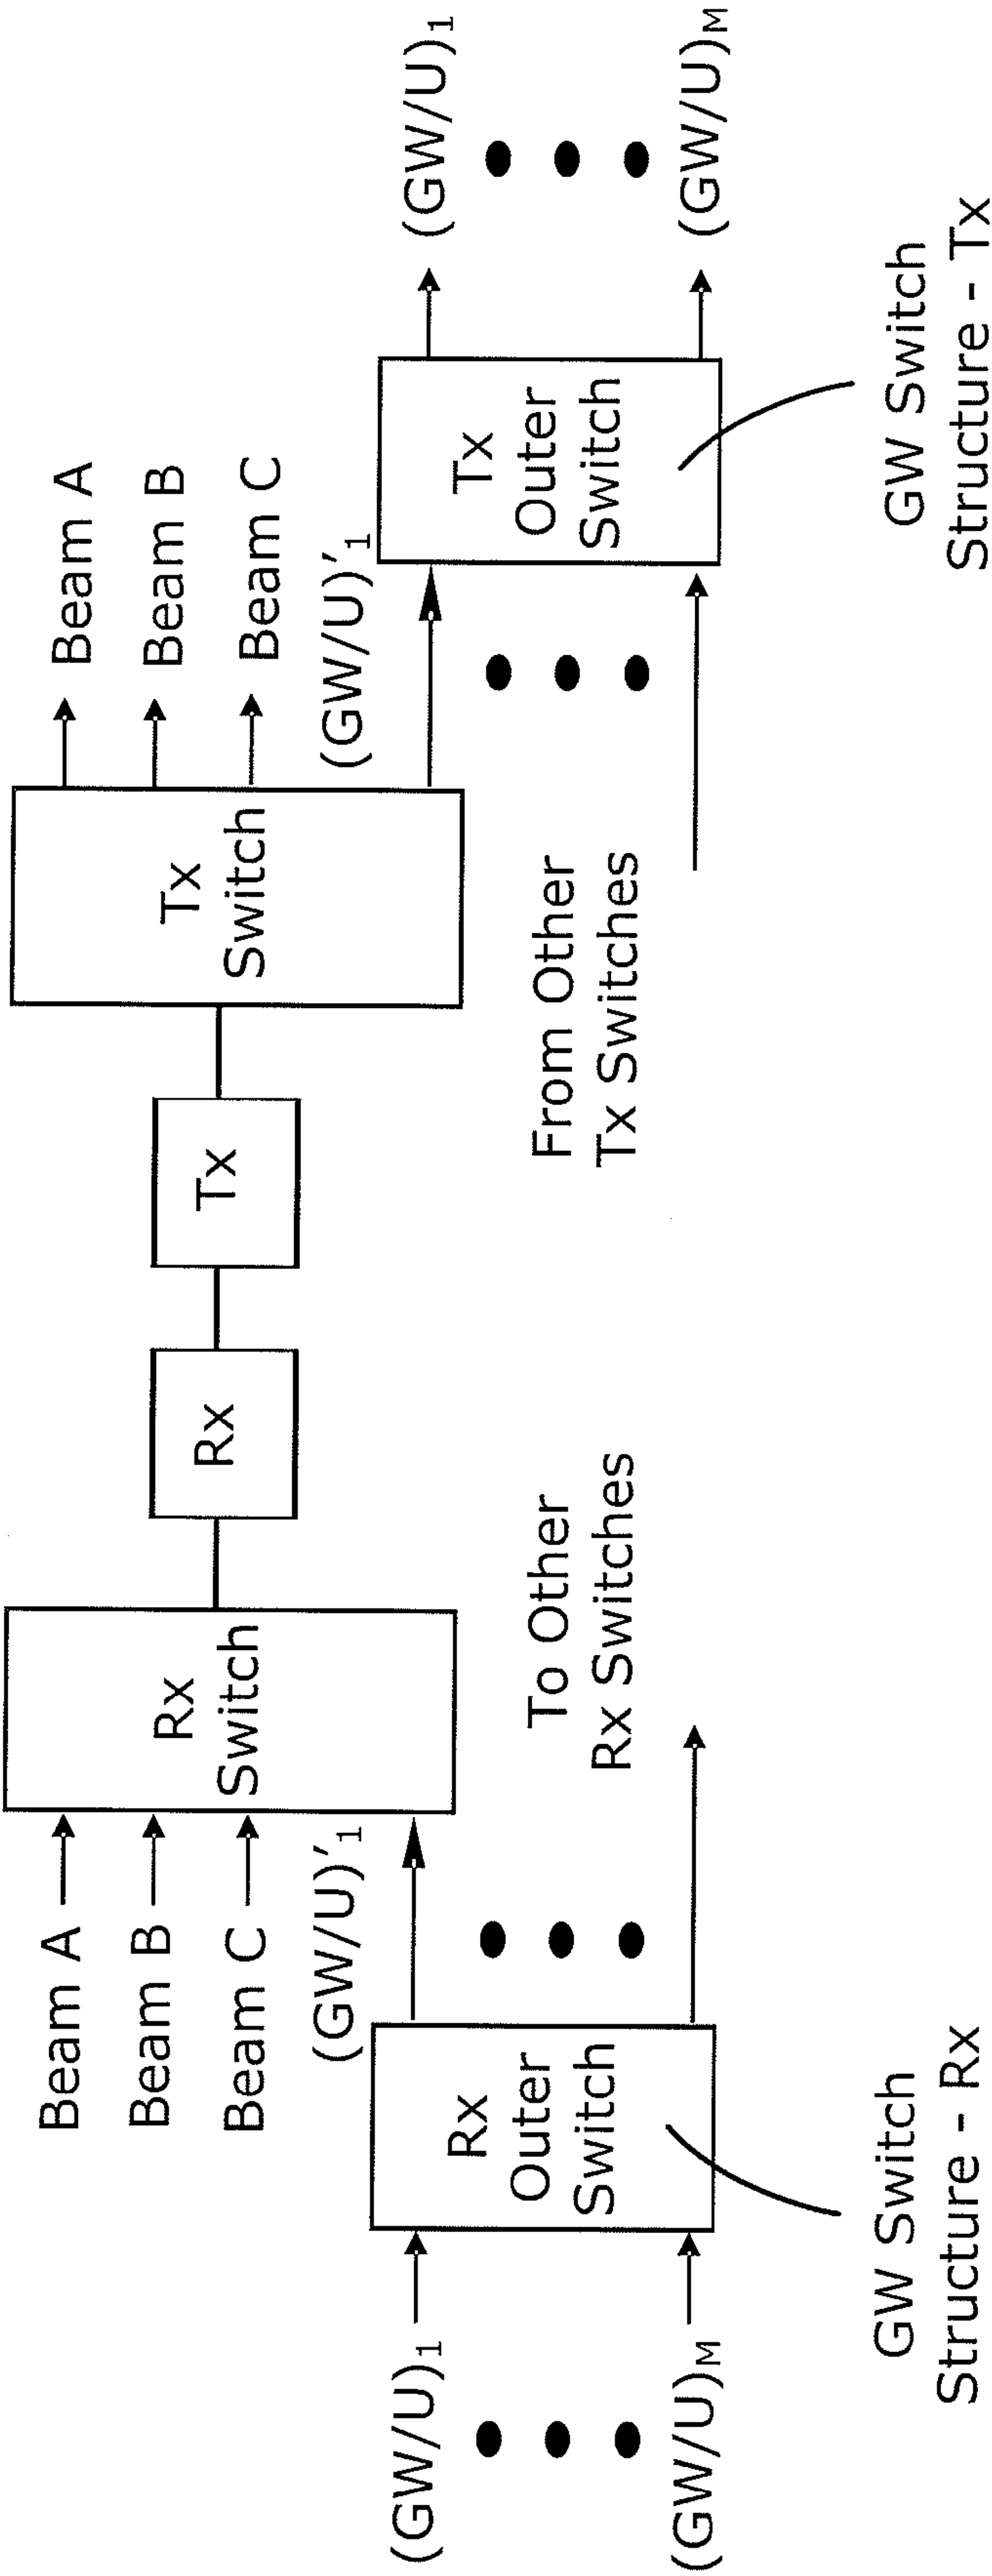 Beam A
Beam B
Beam C
(GW/U)'₁
Rx
Switch
Rx
Tx
Tx
Switch
Beam A
Beam B
Beam C
(GW/U)'₁
(GW/U)₁
(GW/U)M
Rx
Outer
Switch
To Other
Rx Switches
From Other
Tx Switches
Tx
Outer
Switch
(GW/U)₁
(GW/U)M
GW Switch
Structure - Rx
GW Switch
Structure - Tx